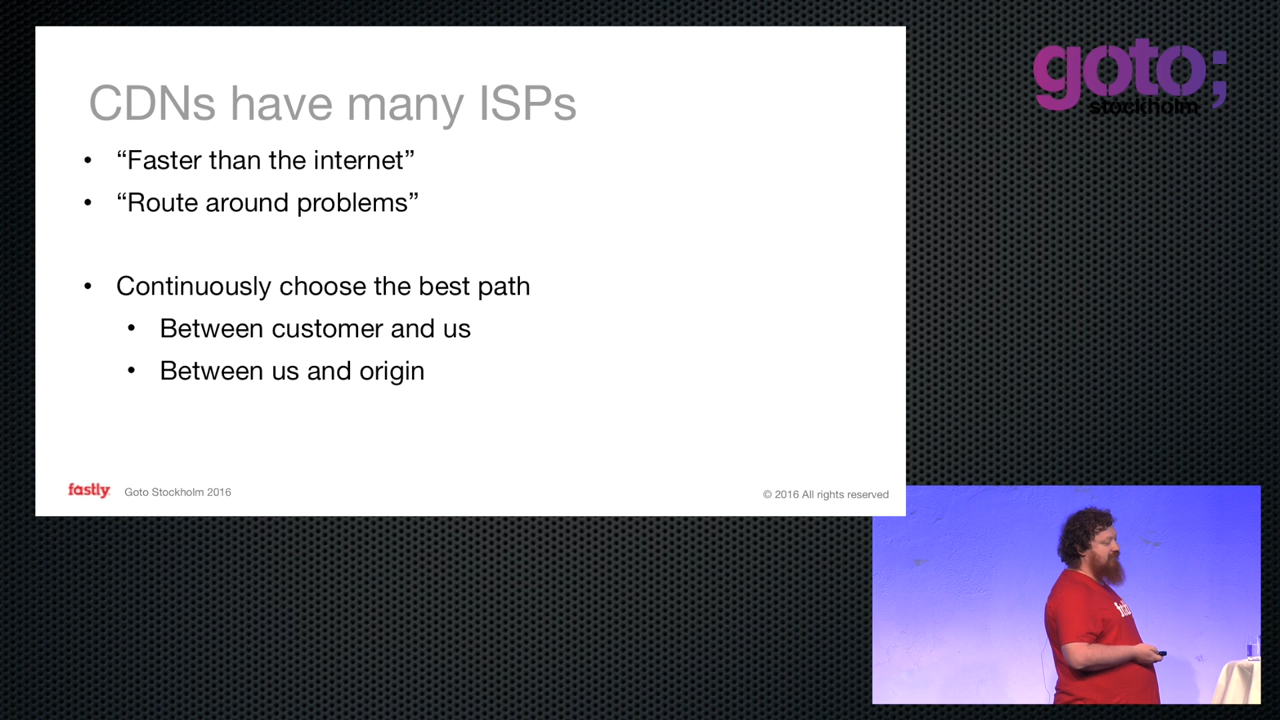 CDNs have many ISPs
• “Faster than the internet”
• “Route around problems”
• Continuously choose the best path
• Between customer and us
• Between us and origin
fastly
Goto Stockholm 2016
© 2016 All rights reserved
goto;
stockholm